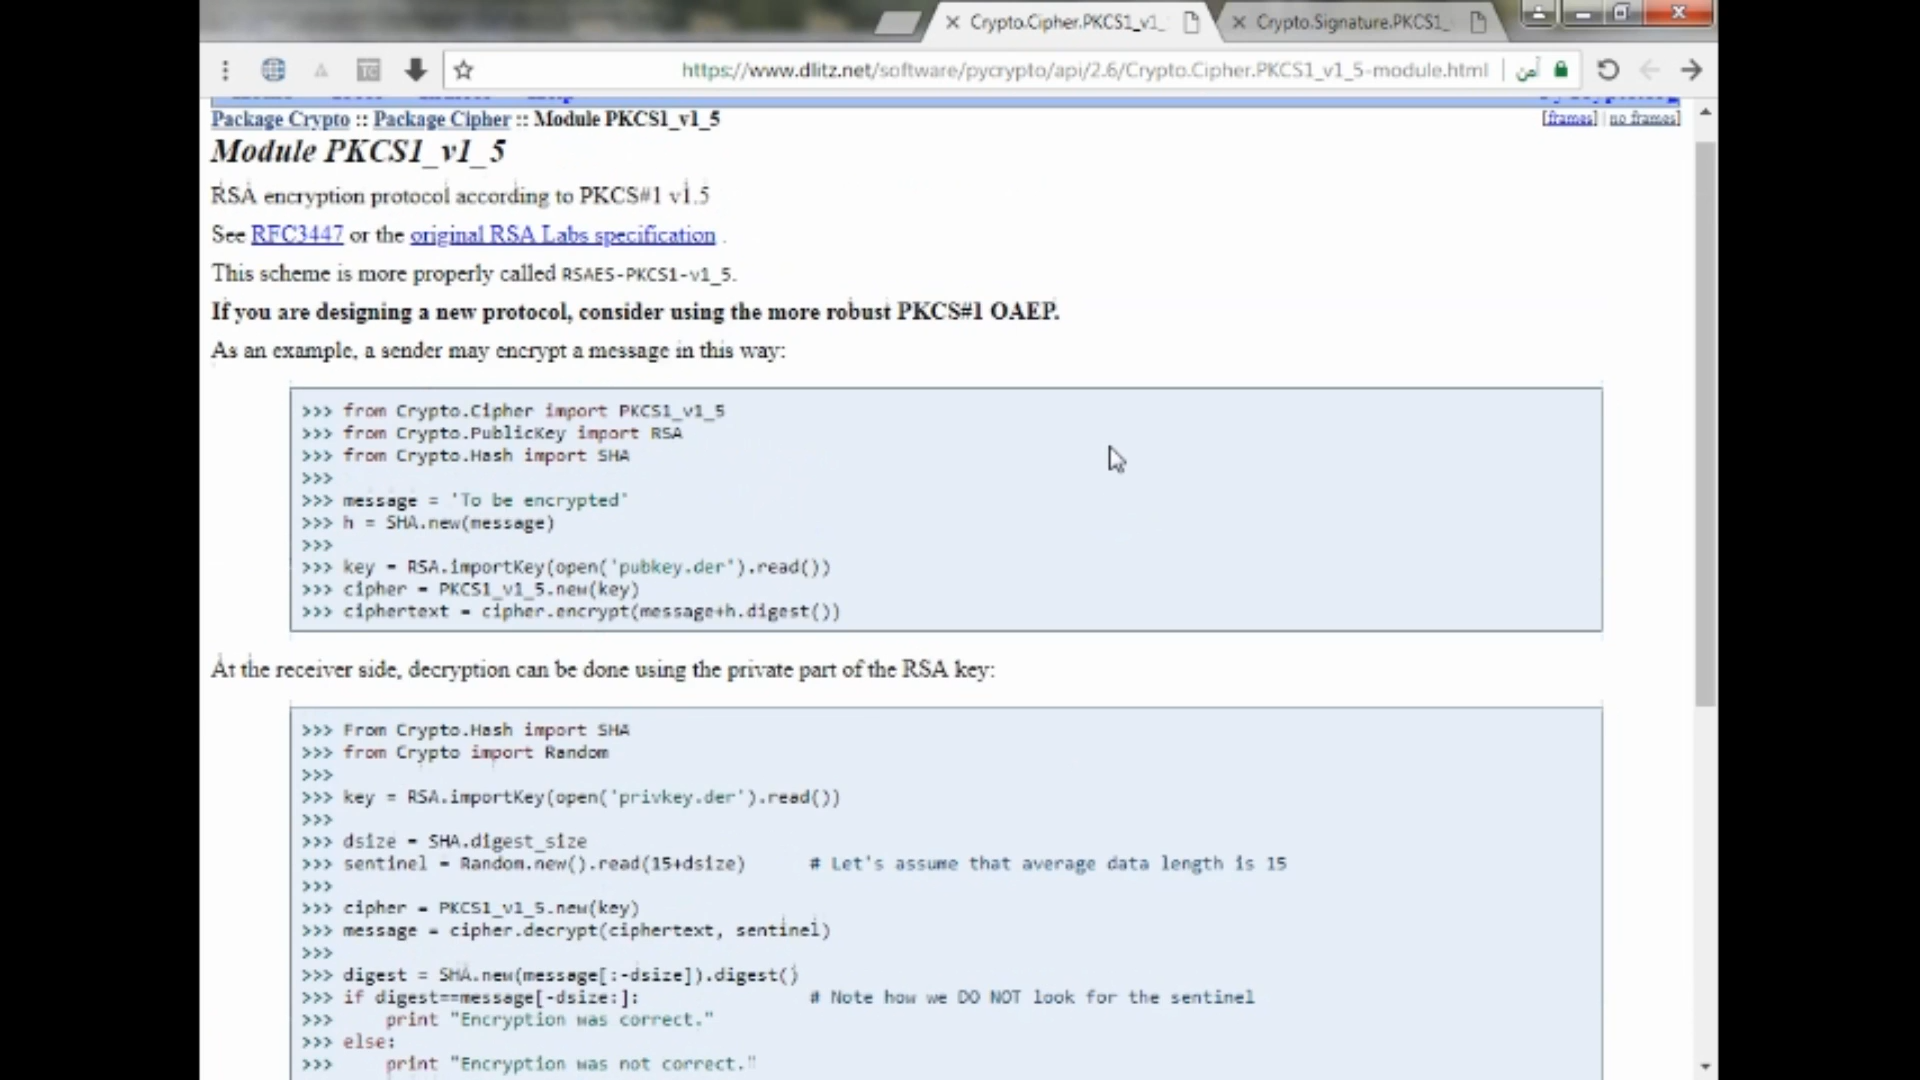 Crypto.Cipher.PKCS1_v1_
Crypto.Signature.PKCS1_
TC
https://www.dlitz.net/software/pycrypto/api/2.6/Crypto.Cipher.PKCS1_v1_5-module.html
آمن
Package Crypto :: Package Cipher :: Module PKCS1_v1_5
[frames] | no frames]
Module PKCS1_v1_5
RSA encryption protocol according to PKCS#1 v1.5
See RFC3447 or the original RSA Labs specification .
This scheme is more properly called RSAES-PKCS1-v1_5.
If you are designing a new protocol, consider using the more robust PKCS#1 OAEP.
As an example, a sender may encrypt a message in this way:
>>> from Crypto.Cipher import PKCS1_v1_5
>>> from Crypto.PublicKey import RSA
>>> from Crypto.Hash import SHA
>>>
>>> message = 'To be encrypted'
>>> h = SHA.new(message)
>>>
>>> key = RSA.importKey(open('pubkey.der').read())
>>> cipher = PKCS1_v1_5.new(key)
>>> ciphertext = cipher.encrypt(message+h.digest())
At the receiver side, decryption can be done using the private part of the RSA key:
>>> From Crypto.Hash import SHA
>>> from Crypto import Random
>>>
>>> key = RSA.importKey(open('privkey.der').read())
>>>
>>> dsize = SHA.digest_size
>>> sentinel = Random.new().read(15+dsize) # Let's assume that average data length is 15
>>>
>>> cipher = PKCS1_v1_5.new(key)
>>> message = cipher.decrypt(ciphertext, sentinel)
>>>
>>> digest = SHA.new(message[:-dsize]).digest()
>>> if digest==message[-dsize:]: # Note how we DO NOT look for the sentinel
>>> print "Encryption was correct."
>>> else:
>>> print "Encryption was not correct."